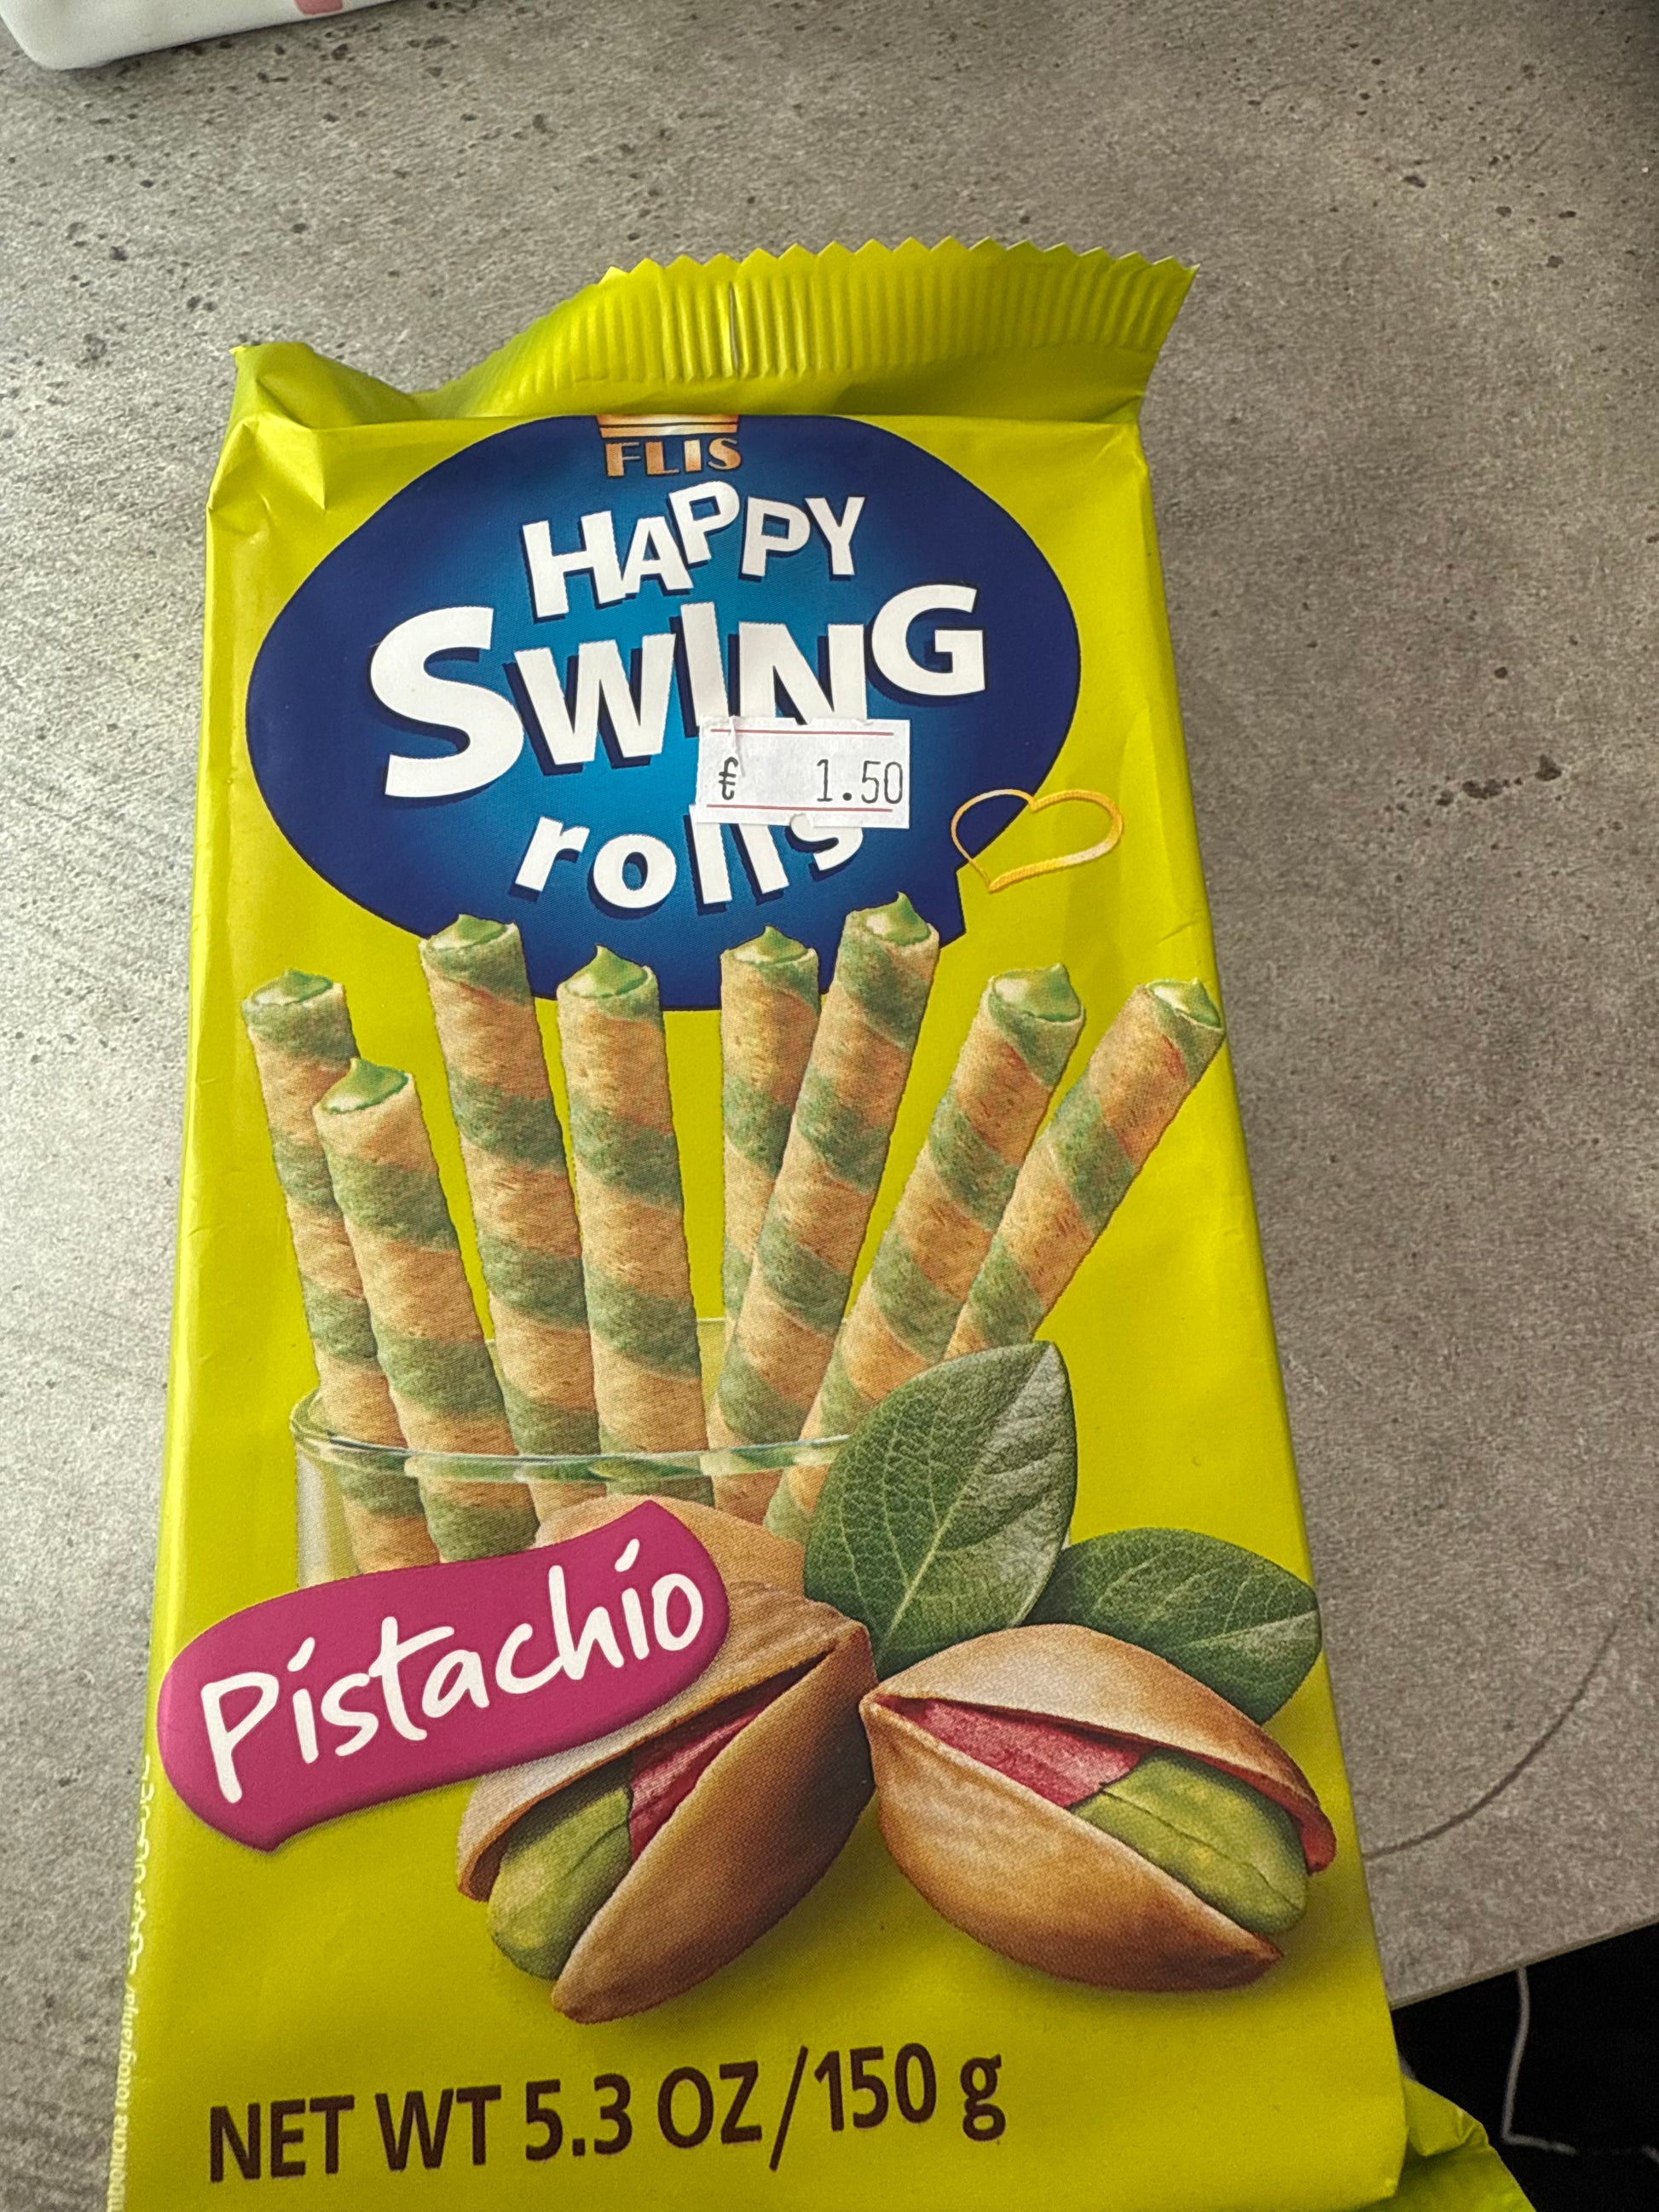 FLIS
HAPPY
SWING
€ 1.50
rolls
Pistachio
NET WT 5.3 OZ/150 g